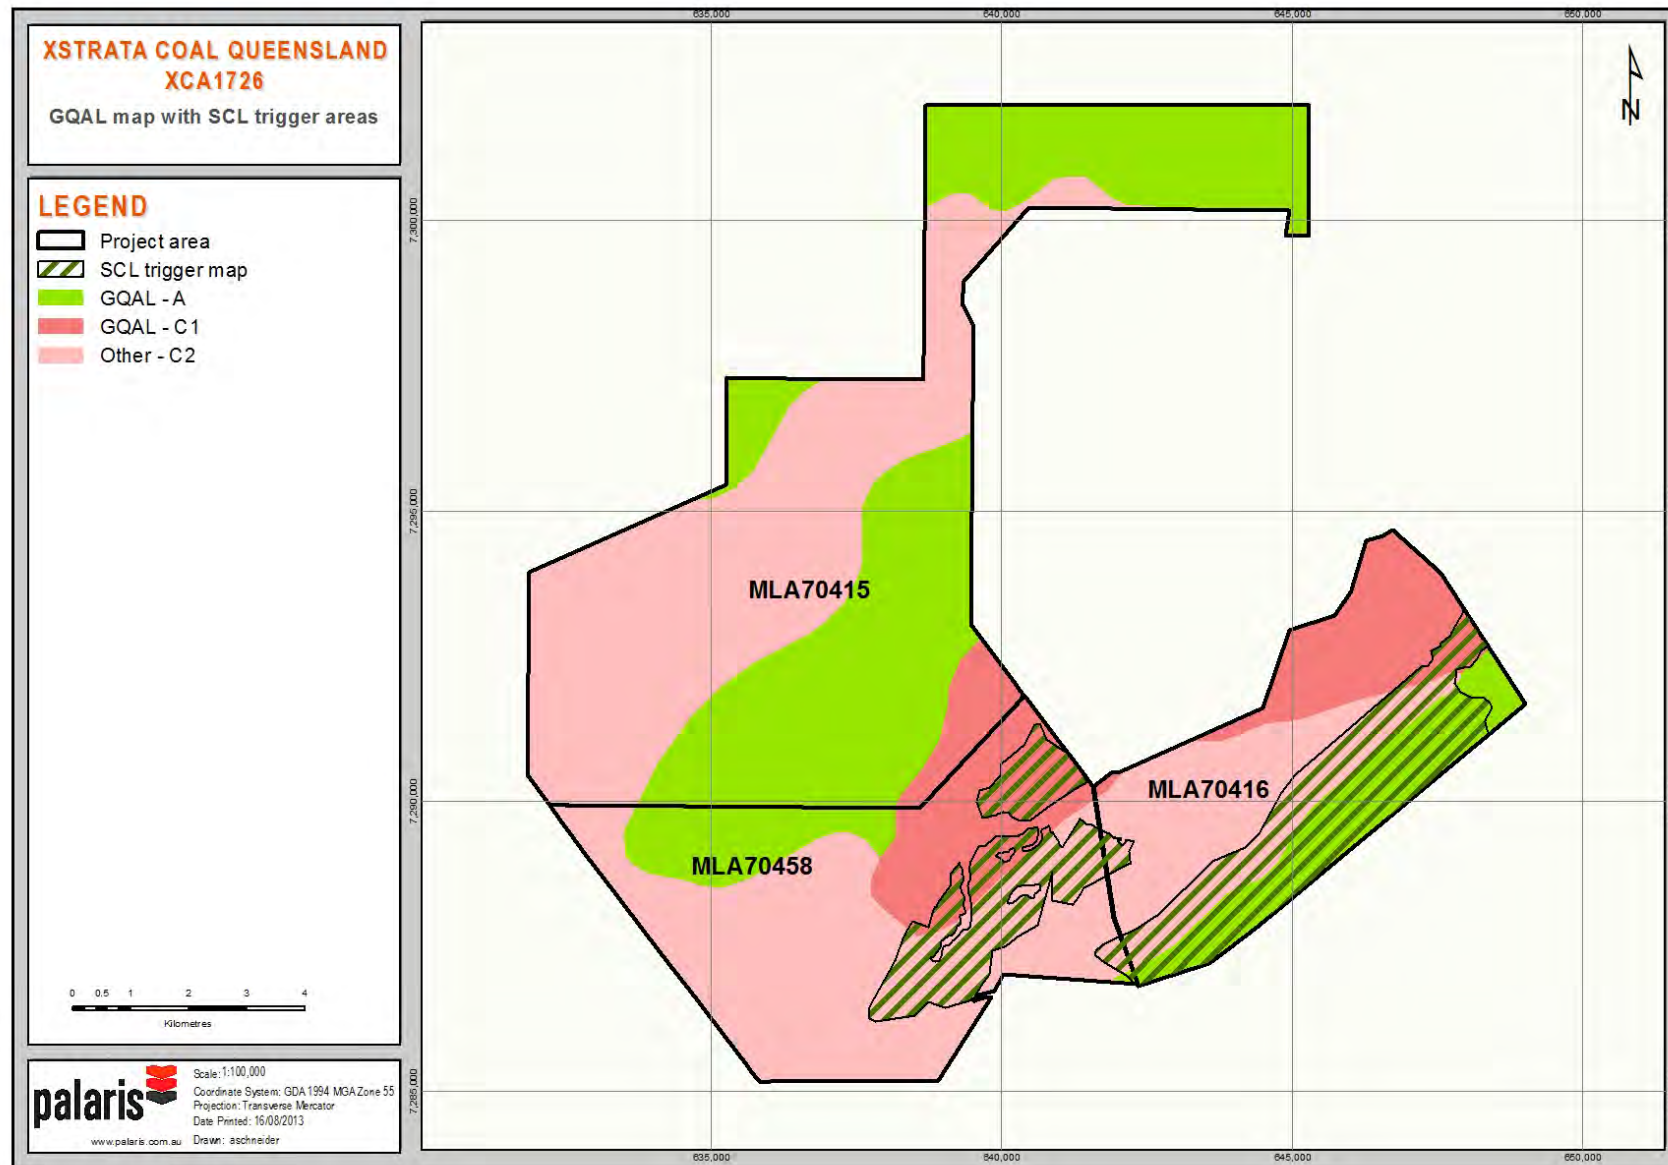 XSTRATA COAL QUEENSLAND
XCA1726
GQAL map with SCL trigger areas
LEGEND
Project area
SCL trigger map
GQAL - A
GQAL - C1
Other - C2
0 0.5 1 2 3 4
Kilometres
palaris
www.palaris.com.au
Scale: 1:100,000
Coordinate System: GDA 1994 MGA Zone 55
Projection: Transverse Mercator
Date Printed: 16/08/2013
Drawn: aschneider
635,000 640,000 645,000 650,000
N
7,300,000
7,295,000
7,290,000
7,285,000
MLA70415
MLA70416
MLA70458
635,000 640,000 645,000 650,000